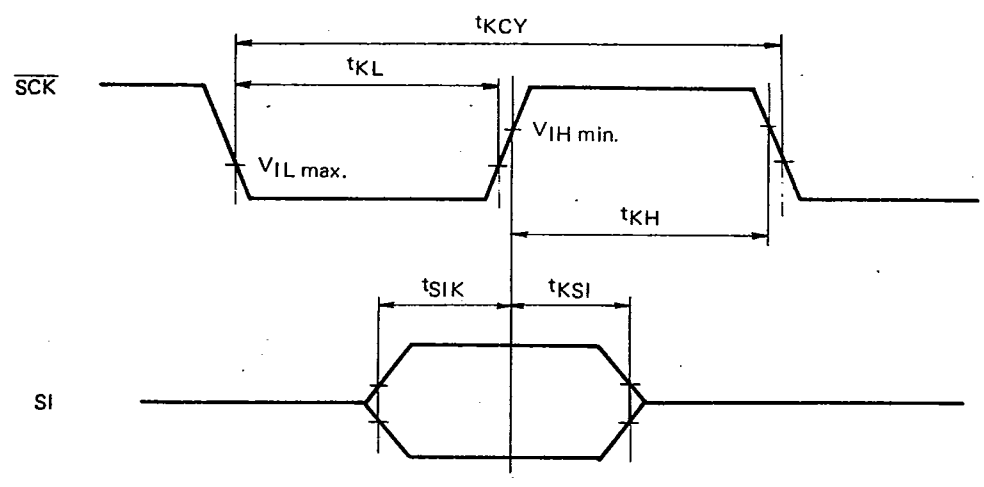 tKCY
tKL
SCK
VIH min.
VIL max.
tKH
tSIK
tKSI
SI